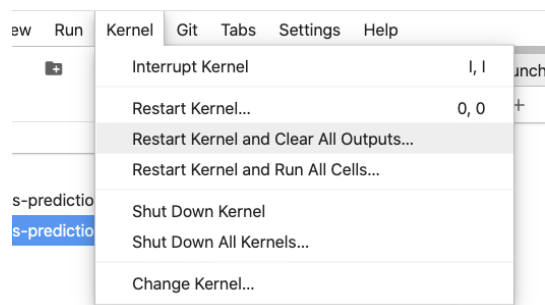 ew Run Kernel Git Tabs Settings Help
Interrupt Kernel I, I
unch
Restart Kernel... 0, 0
+
Restart Kernel and Clear All Outputs...
Restart Kernel and Run All Cells...
s-predictio
Shut Down Kernel
s-predictio
Shut Down All Kernels...
Change Kernel...